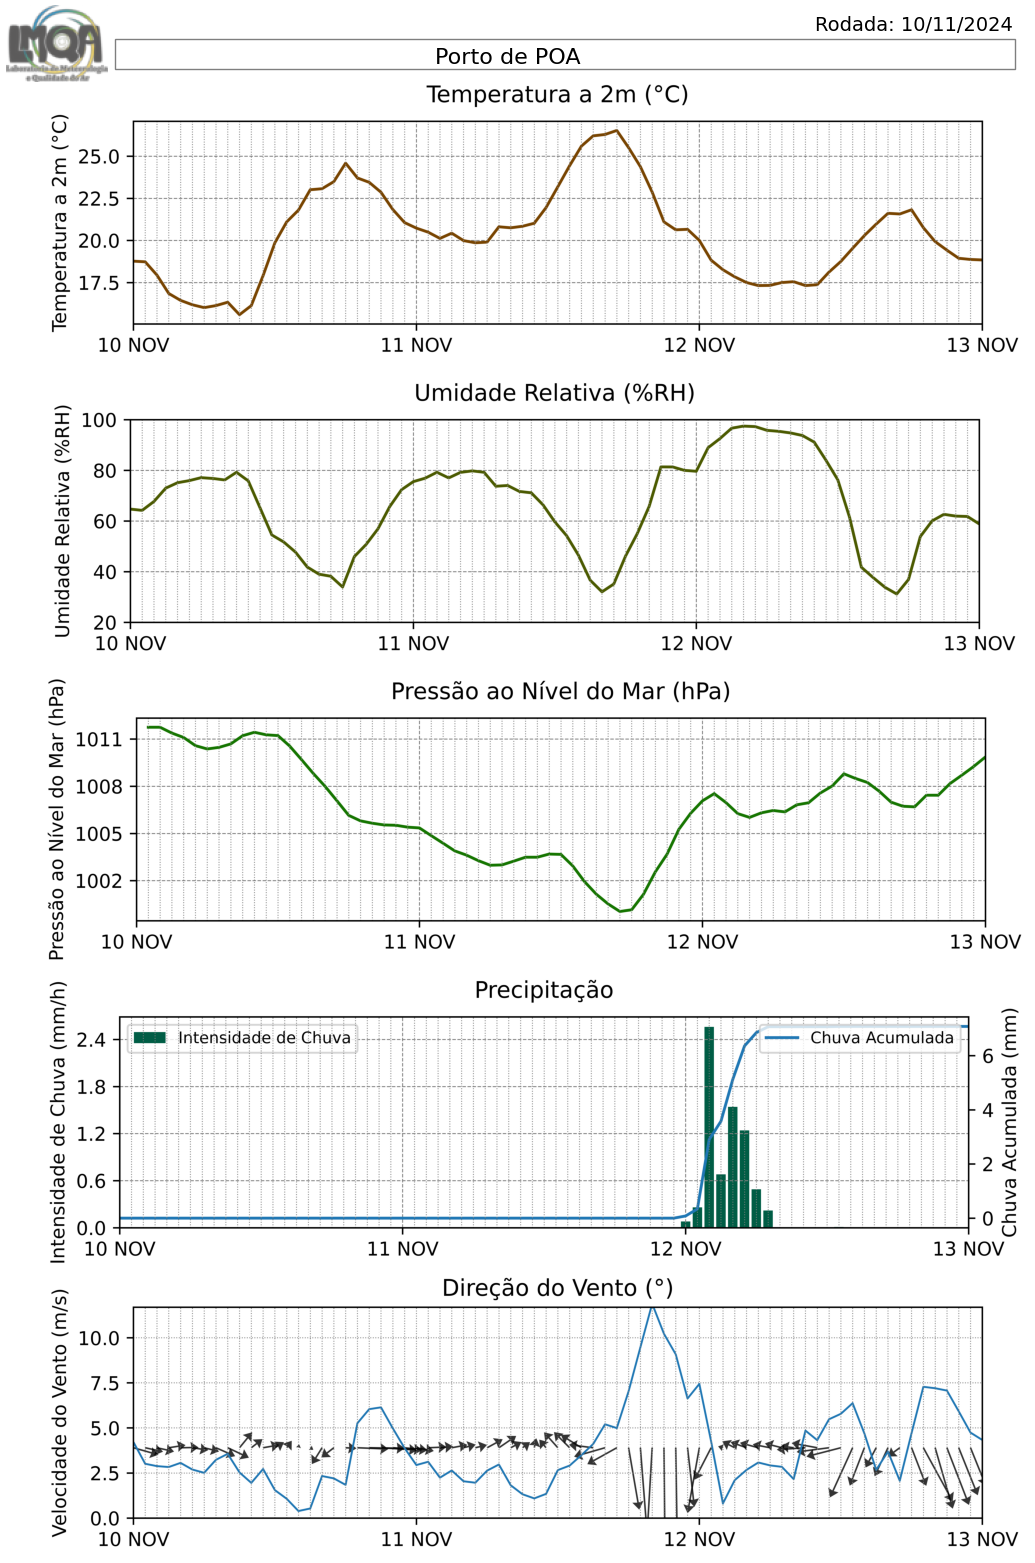 LMQA
Laboratório de Meteorologia
e Qualidade do Ar
Rodada: 10/11/2024
Porto de POA
Temperatura a 2m (°C)
Temperatura a 2m (°C)
25.0
22.5
20.0
17.5
10 NOV 11 NOV 12 NOV 13 NOV
Umidade Relativa (%RH)
Umidade Relativa (%RH)
100
80
60
40
20
10 NOV 11 NOV 12 NOV 13 NOV
Pressão ao Nível do Mar (hPa)
Pressão ao Nível do Mar (hPa)
1011
1008
1005
1002
10 NOV 11 NOV 12 NOV 13 NOV
Precipitação
Intensidade de Chuva (mm/h)
2.4
1.8
1.2
0.6
0.0
Intensidade de Chuva
Chuva Acumulada
6
4
2
0
Chuva Acumulada (mm)
10 NOV 11 NOV 12 NOV 13 NOV
Direção do Vento (°)
Velocidade do Vento (m/s)
10.0
7.5
5.0
2.5
0.0
10 NOV 11 NOV 12 NOV 13 NOV